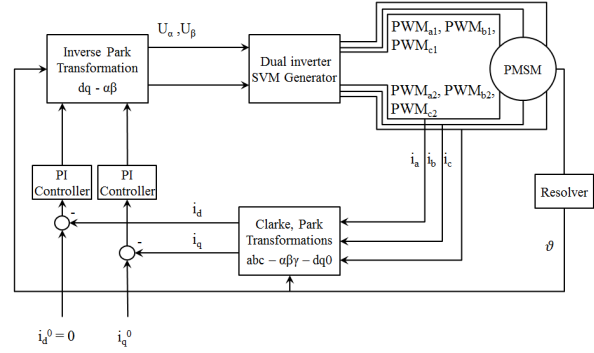 Inverse Park
Transformation
dq - αβ
Uα ,Uβ
Dual inverter
SVM Generator
PWMa1, PWMb1,
PWMc1
PWMa2, PWMb2,
PWMc2
PMSM
ia ib ic
PI
Controller
PI
Controller
Resolver
-
id
-
iq
Clarke, Park
Transformations
abc – αβγ – dq0
ϑ
id⁰ = 0
iq⁰